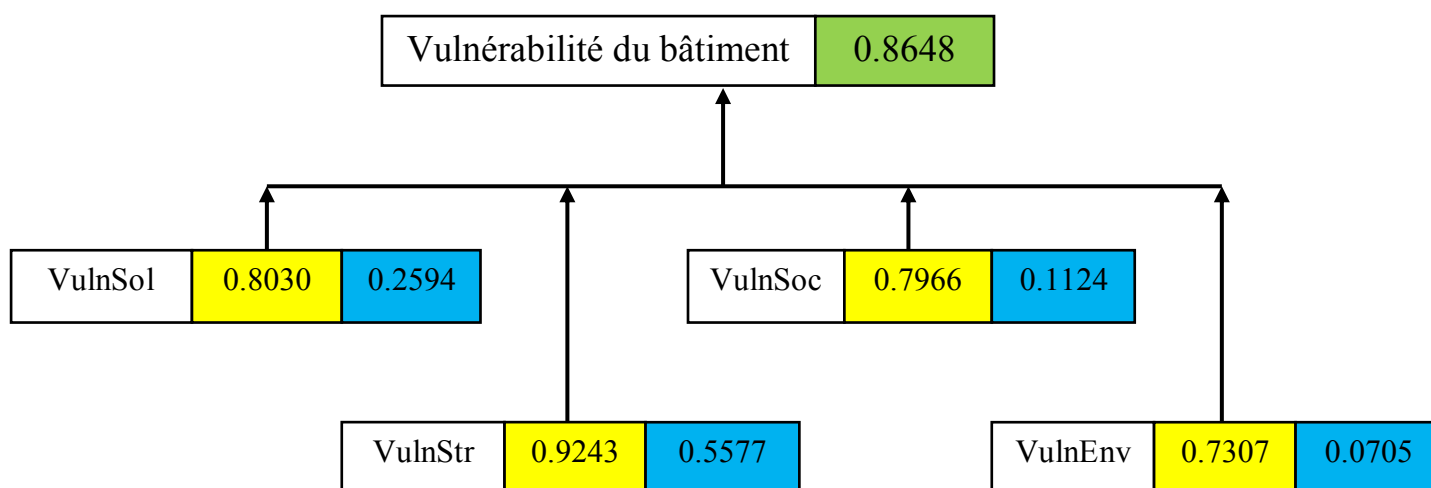 Vulnérabilité du bâtiment 0.8648
VulnSol 0.8030 0.2594
VulnSoc 0.7966 0.1124
VulnStr 0.9243 0.5577
VulnEnv 0.7307 0.0705